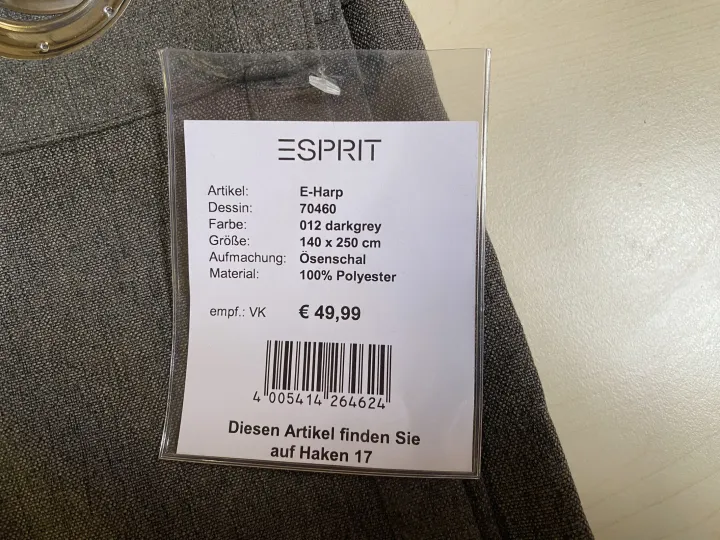 ESPRIT
Artikel: E-Harp
Dessin: 70460
Farbe: 012 darkgrey
Größe: 140 x 250 cm
Aufmachung: Ösenschal
Material: 100% Polyester
empf.: VK € 49,99
4 005414 264624
Diesen Artikel finden Sie
auf Haken 17